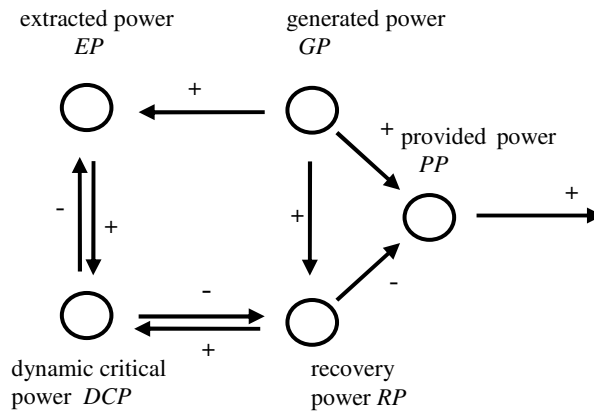 extracted power
EP
generated power
GP
+
+
provided power
PP
+
-
+
+
-
-
+
dynamic critical
power DCP
recovery
power RP